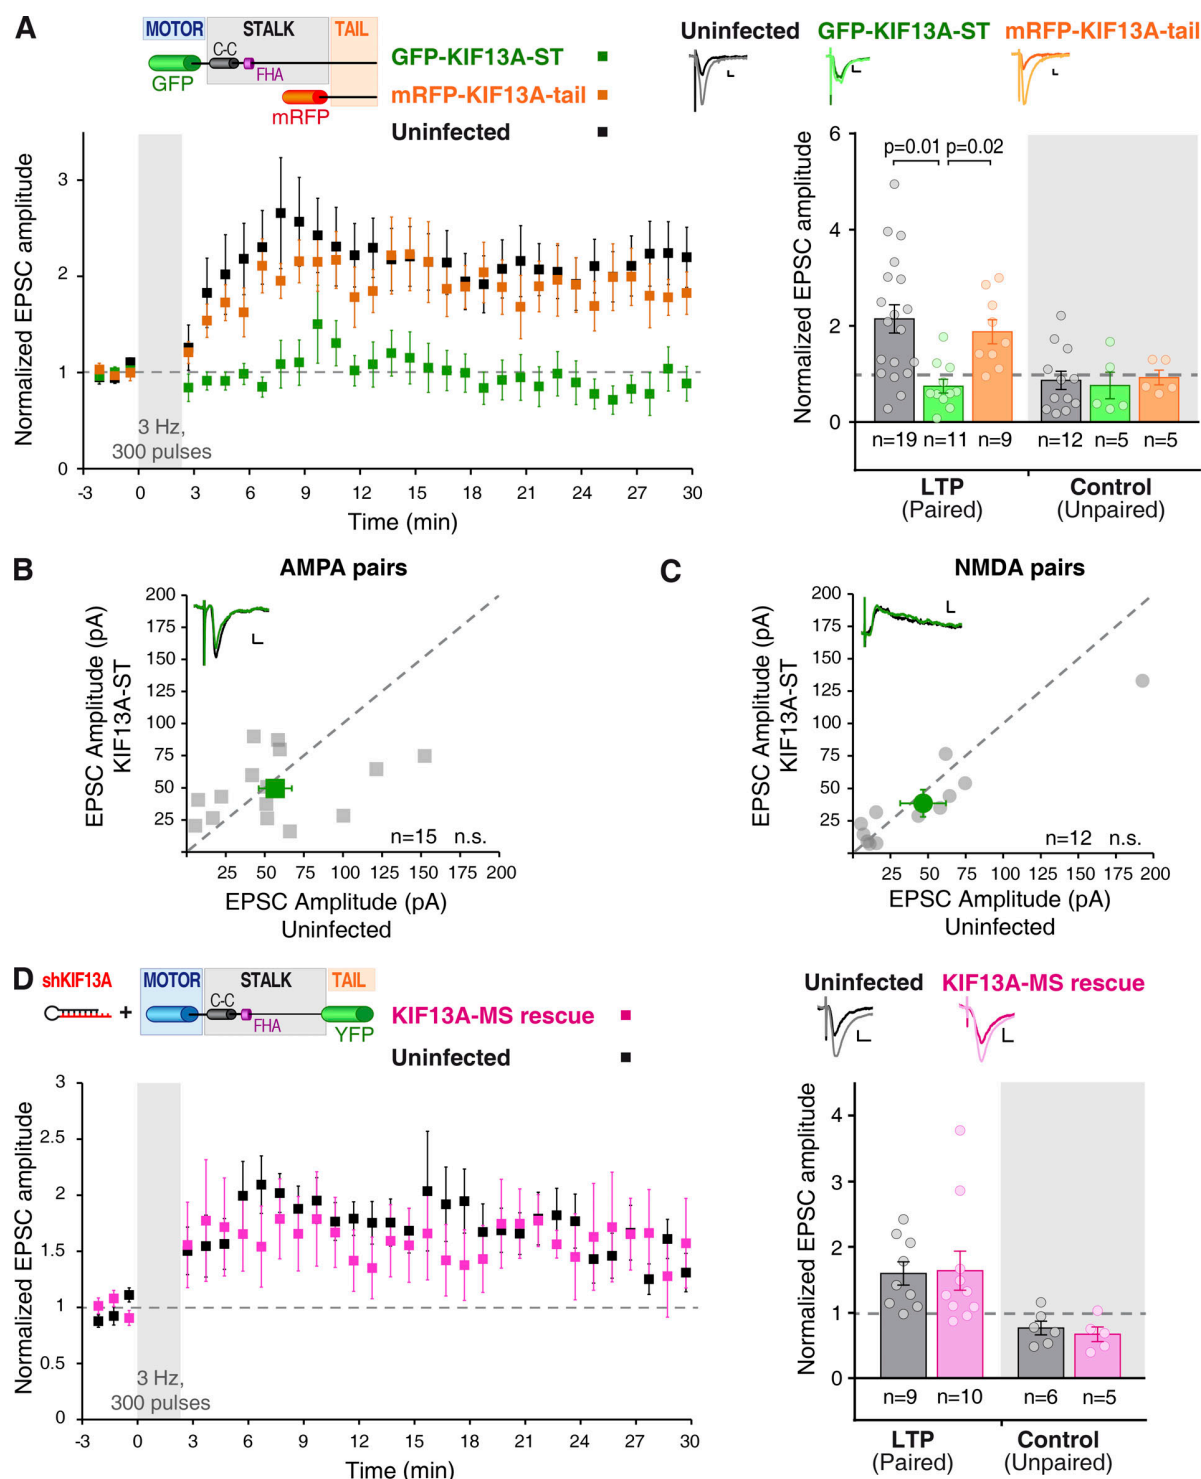 A
MOTOR STALK TAIL
C-C
FHA
GFP
mRFP
GFP-KIF13A-ST
mRFP-KIF13A-tail
Uninfected
Uninfected GFP-KIF13A-ST mRFP-KIF13A-tail
Normalized EPSC amplitude
3
2
1
0
3 Hz,
300 pulses
-3 0 3 6 9 12 15 18 21 24 27 30
Time (min)
Normalized EPSC amplitude
6
4
2
0
p=0.01 p=0.02
n=19 n=11 n=9 n=12 n=5 n=5
LTP Control
(Paired) (Unpaired)
B
AMPA pairs
EPSC Amplitude (pA)
KIF13A-ST
200
175
150
125
100
75
50
25
n=15 n.s.
25 50 75 100 125 150 175 200
EPSC Amplitude (pA)
Uninfected
C
NMDA pairs
EPSC Amplitude (pA)
KIF13A-ST
200
175
150
125
100
75
50
25
n=12 n.s.
25 50 75 100 125 150 175 200
EPSC Amplitude (pA)
Uninfected
D
shKIF13A
+
MOTOR STALK TAIL
C-C
FHA
YFP
KIF13A-MS rescue
Uninfected
Uninfected KIF13A-MS rescue
Normalized EPSC amplitude
3
2.5
2
1.5
1
0.5
0
3 Hz,
300 pulses
-3 0 3 6 9 12 15 18 21 24 27 30
Time (min)
Normalized EPSC amplitude
4
3
2
1
0
n=9 n=10 n=6 n=5
LTP Control
(Paired) (Unpaired)